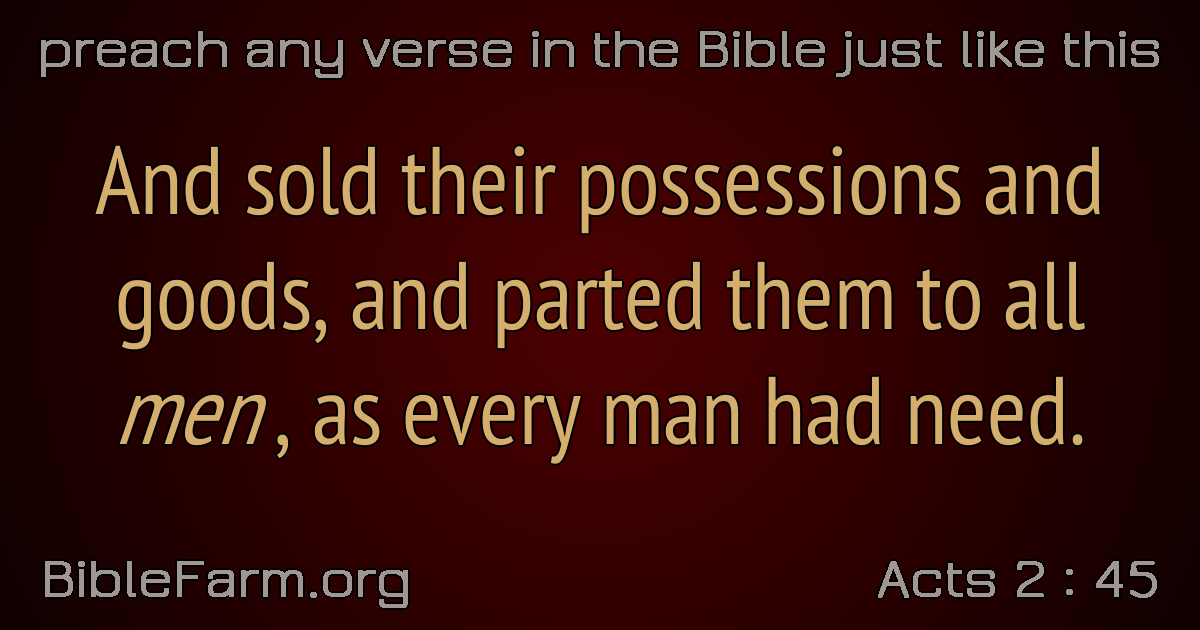 preach any verse in the Bible just like this
And sold their possessions and
goods, and parted them to all
men, as every man had need.
BibleFarm.org
Acts 2 : 45